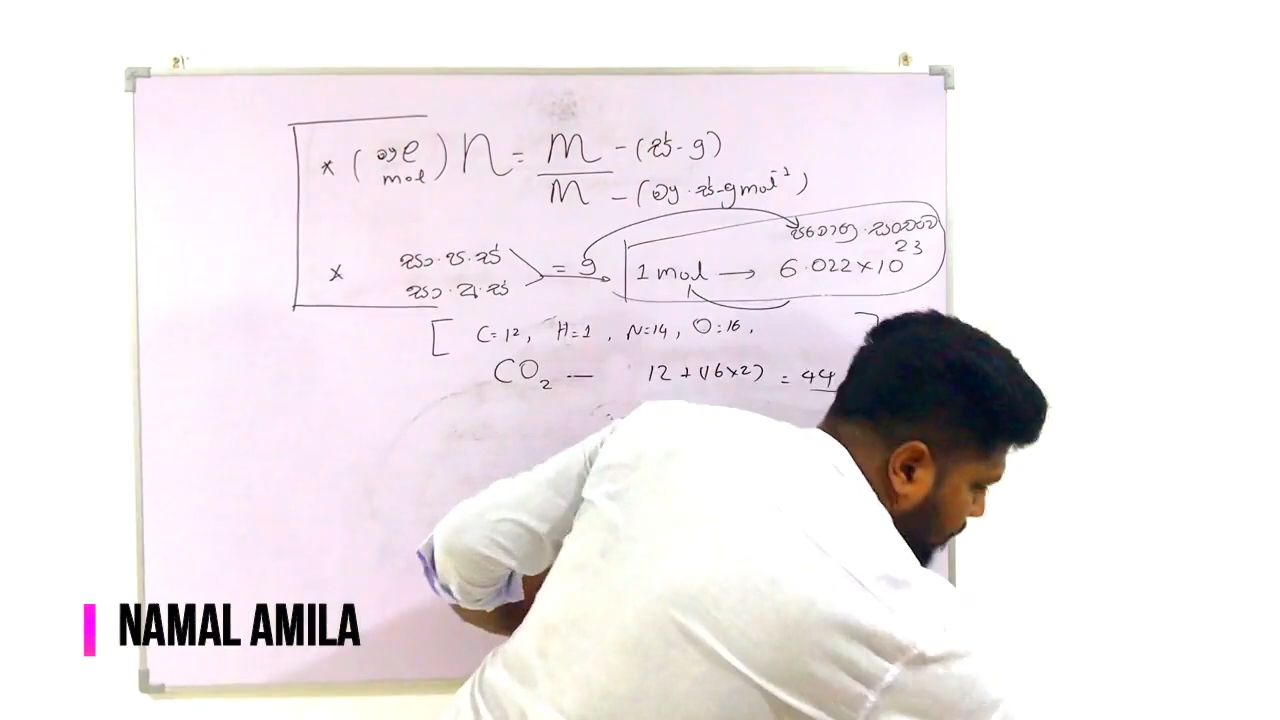 * (මවුල mol) n = m - (ස්ක - g)
M - (මවු.ස්ක - gmol⁻¹)
* සා.ප.ස්
සා.අ.ස් = g 1 mol → 6.022×10²³
[ C=12, H=1, N=14, O=16, ]
CO₂ — 12 + (16×2) = 44
NAMAL AMILA